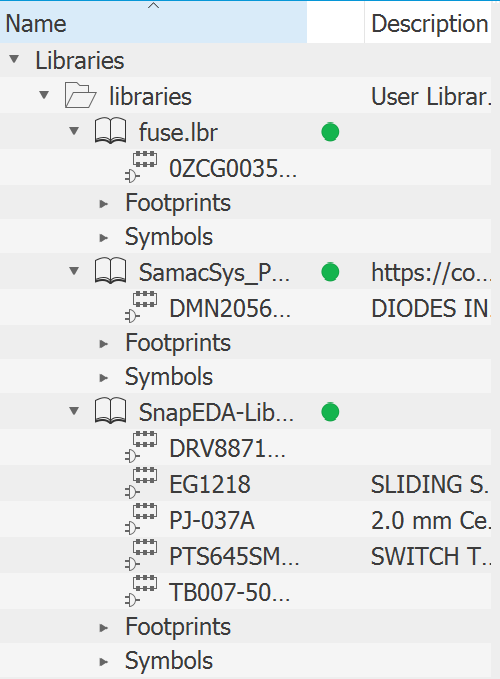 Name Description
Libraries
libraries User Librar...
fuse.lbr
0ZCG0035...
Footprints
Symbols
SamacSys_P... https://co...
DMN2056... DIODES IN...
Footprints
Symbols
SnapEDA-Lib...
DRV8871...
EG1218 SLIDING S...
PJ-037A 2.0 mm Ce...
PTS645SM... SWITCH T...
TB007-50...
Footprints
Symbols